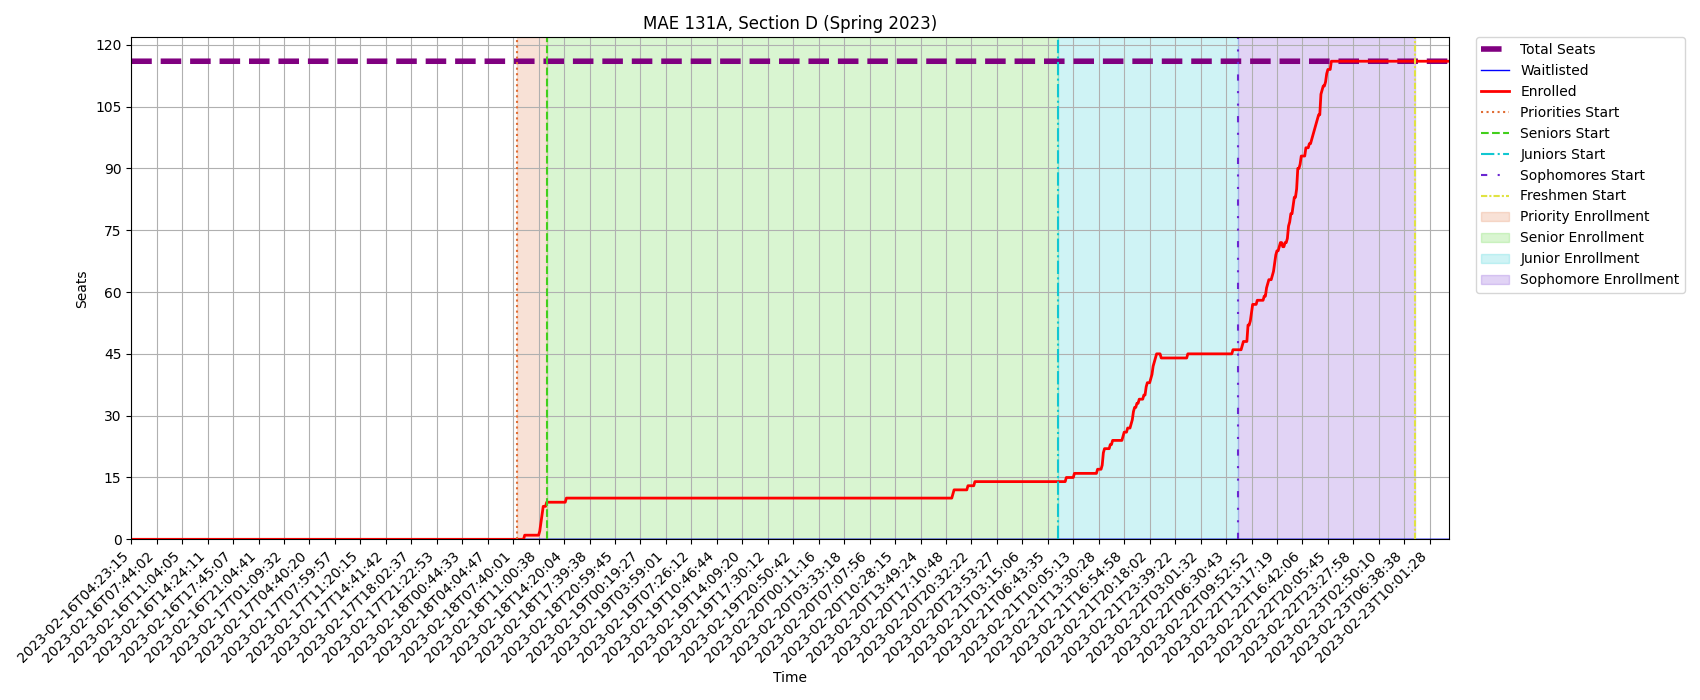 MAE 131A, Section D (Spring 2023)
120
105
90
75
60
45
30
15
0
Seats
2023-02-16T04:23:15
2023-02-16T07:44:02
2023-02-16T11:04:05
2023-02-16T14:24:11
2023-02-16T17:45:07
2023-02-16T21:04:41
2023-02-17T01:09:32
2023-02-17T04:40:20
2023-02-17T07:59:57
2023-02-17T11:20:15
2023-02-17T14:41:42
2023-02-17T18:02:37
2023-02-17T21:22:53
2023-02-18T00:44:33
2023-02-18T04:04:47
2023-02-18T07:40:01
2023-02-18T11:00:38
2023-02-18T14:20:04
2023-02-18T17:39:38
2023-02-18T20:59:45
2023-02-19T00:19:27
2023-02-19T03:59:01
2023-02-19T07:26:12
2023-02-19T10:46:44
2023-02-19T14:09:20
2023-02-19T17:30:12
2023-02-19T20:50:42
2023-02-20T00:11:16
2023-02-20T03:33:18
2023-02-20T07:07:56
2023-02-20T10:28:15
2023-02-20T13:49:24
2023-02-20T17:10:48
2023-02-20T20:32:22
2023-02-20T23:53:27
2023-02-21T03:15:06
2023-02-21T06:43:35
2023-02-21T10:05:13
2023-02-21T13:30:28
2023-02-21T16:54:58
2023-02-21T20:18:02
2023-02-21T23:39:22
2023-02-22T03:01:32
2023-02-22T06:30:43
2023-02-22T09:52:52
2023-02-22T13:17:19
2023-02-22T16:42:06
2023-02-22T20:05:45
2023-02-22T23:27:58
2023-02-23T02:50:10
2023-02-23T06:38:38
2023-02-23T10:01:28
Time
Total Seats
Waitlisted
Enrolled
Priorities Start
Seniors Start
Juniors Start
Sophomores Start
Freshmen Start
Priority Enrollment
Senior Enrollment
Junior Enrollment
Sophomore Enrollment